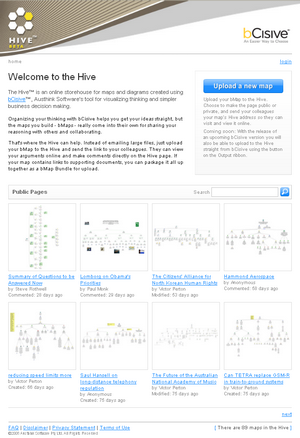 HIVE
BETA
bCisive
An Easier Way to Choose
home
login
Welcome to the Hive
The Hive™ is an online storehouse for maps and diagrams created using
bCisive™, Austhink Software's tool for visualizing thinking and simpler
business decision making.
Organizing your thinking with bCisive helps you get your ideas straight, but
the maps you build - bMaps - really come into their own for sharing your
reasoning with others and collaborating.
That's where the Hive can help. Instead of emailing large files, just upload
your bMap to the Hive and send the link to your colleagues. They can view
your arguments online and make comments directly on the Hive page. If
your map contains links to supporting documents, you can package it all up
together as a bMap Bundle for upload.
Upload a new map
Upload your bMap to the Hive.
Choose to make the page public or
private, and send your colleagues
your map's Hive address so they can
visit and view it online.
Coming soon: With the release of
an upcoming bCisive version you will
also be able to upload to the Hive
straight from bCisive using the button
on the Output ribbon.
Public Pages
Search
Summary of Questions to be
Answered Now
by Steve Rothwell
Commented: 26 days ago
Lomborg on Obama's
Priorities
by Paul Monk
Commented: 29 days ago
The Citizens' Alliance for
North Korean Human Rights
by Victor Perton
Modified: 53 days ago
Hammond Aerospace
by Anonymous
Commented: 58 days ago
reducing speed limits more
by Victor Perton
Created: 75 days ago
Saul Hansell on
long-distance telephony
regulation
by Anonymous
Created: 75 days ago
The Future of the Australian
National Academy of Music
by Victor Perton
Modified: 75 days ago
Can TETRA replace GSM-R
in train-by-ground systems
by Victor Perton
Created: 75 days ago
next
FAQ | Disclaimer | Privacy Statement | Terms of Use
[ There are 88 maps in the Hive ]
©2009 Austhink Software Pty Ltd. All Rights Reserved.